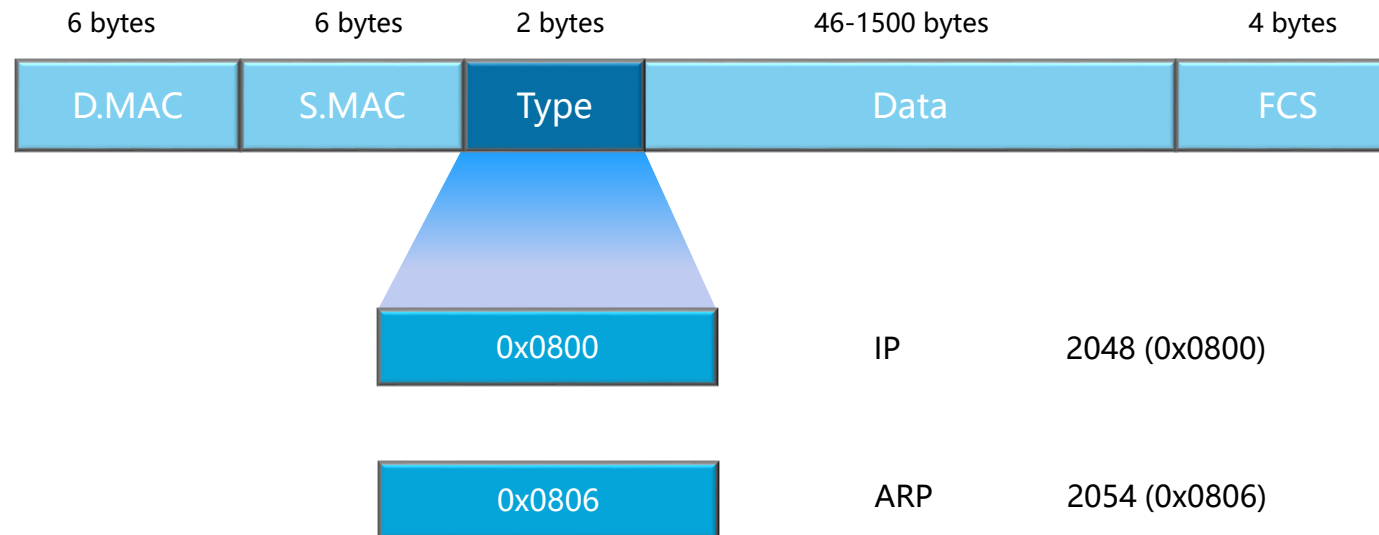 6 bytes 6 bytes 2 bytes 46-1500 bytes 4 bytes
D.MAC S.MAC Type Data FCS
0x0800 IP 2048 (0x0800)
0x0806 ARP 2054 (0x0806)